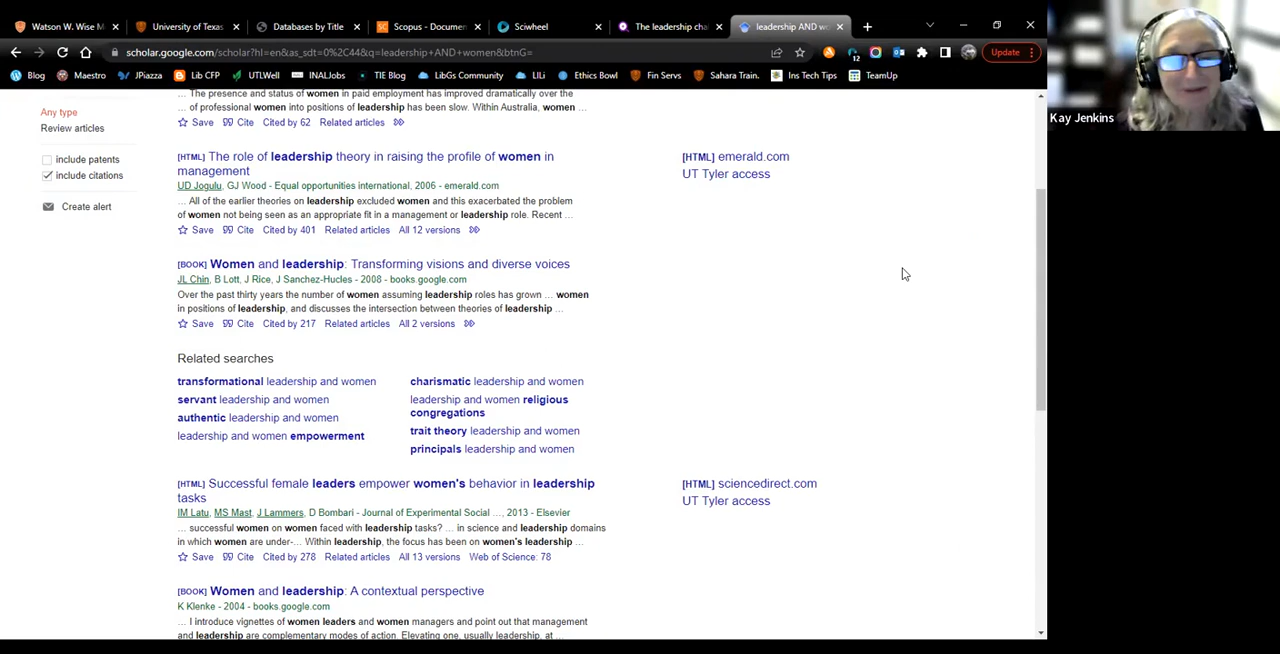 Watson W. Wise M
University of Texas
Databases by Title
Scopus - Documen
Sciwheel
The leadership cha
leadership AND wo
scholar.google.com/scholar?hl=en&as_sdt=0%2C44&q=leadership+AND+women&btnG=
12
Update
Blog
Maestro
JPiazza
Lib CFP
UTLWell
INALJobs
TIE Blog
LibGs Community
LILi
Ethics Bowl
Fin Servs
Sahara Train.
Ins Tech Tips
TeamUp
Kay Jenkins
Any type
Review articles
include patents
include citations
Create alert
... The presence and status of women in paid employment has improved dramatically over the
... of professional women into positions of leadership has been slow. Within Australia, women ...
Save Cite Cited by 62 Related articles
[HTML] The role of leadership theory in raising the profile of women in
management
UD Jogulu, GJ Wood - Equal opportunities international, 2006 - emerald.com
... All of the earlier theories on leadership excluded women and this exacerbated the problem
of women not being seen as an appropriate fit in a management or leadership role. Recent ...
Save Cite Cited by 401 Related articles All 12 versions
[HTML] emerald.com
UT Tyler access
[BOOK] Women and leadership: Transforming visions and diverse voices
JL Chin, B Lott, J Rice, J Sanchez-Hucles - 2008 - books.google.com
Over the past thirty years the number of women assuming leadership roles has grown ... women
in positions of leadership, and discusses the intersection between theories of leadership ...
Save Cite Cited by 217 Related articles All 2 versions
Related searches
transformational leadership and women
servant leadership and women
authentic leadership and women
leadership and women empowerment
charismatic leadership and women
leadership and women religious
congregations
trait theory leadership and women
principals leadership and women
[HTML] Successful female leaders empower women's behavior in leadership
tasks
IM Latu, MS Mast, J Lammers, D Bombari - Journal of Experimental Social ..., 2013 - Elsevier
... successful women on women faced with leadership tasks? ... in science and leadership domains
in which women are under-... Within leadership, the focus has been on women's leadership ...
Save Cite Cited by 278 Related articles All 13 versions Web of Science: 78
[HTML] sciencedirect.com
UT Tyler access
[BOOK] Women and leadership: A contextual perspective
K Klenke - 2004 - books.google.com
... I introduce vignettes of women leaders and women managers and point out that management
and leadership are complementary modes of action. Elevating one, usually leadership, at ...